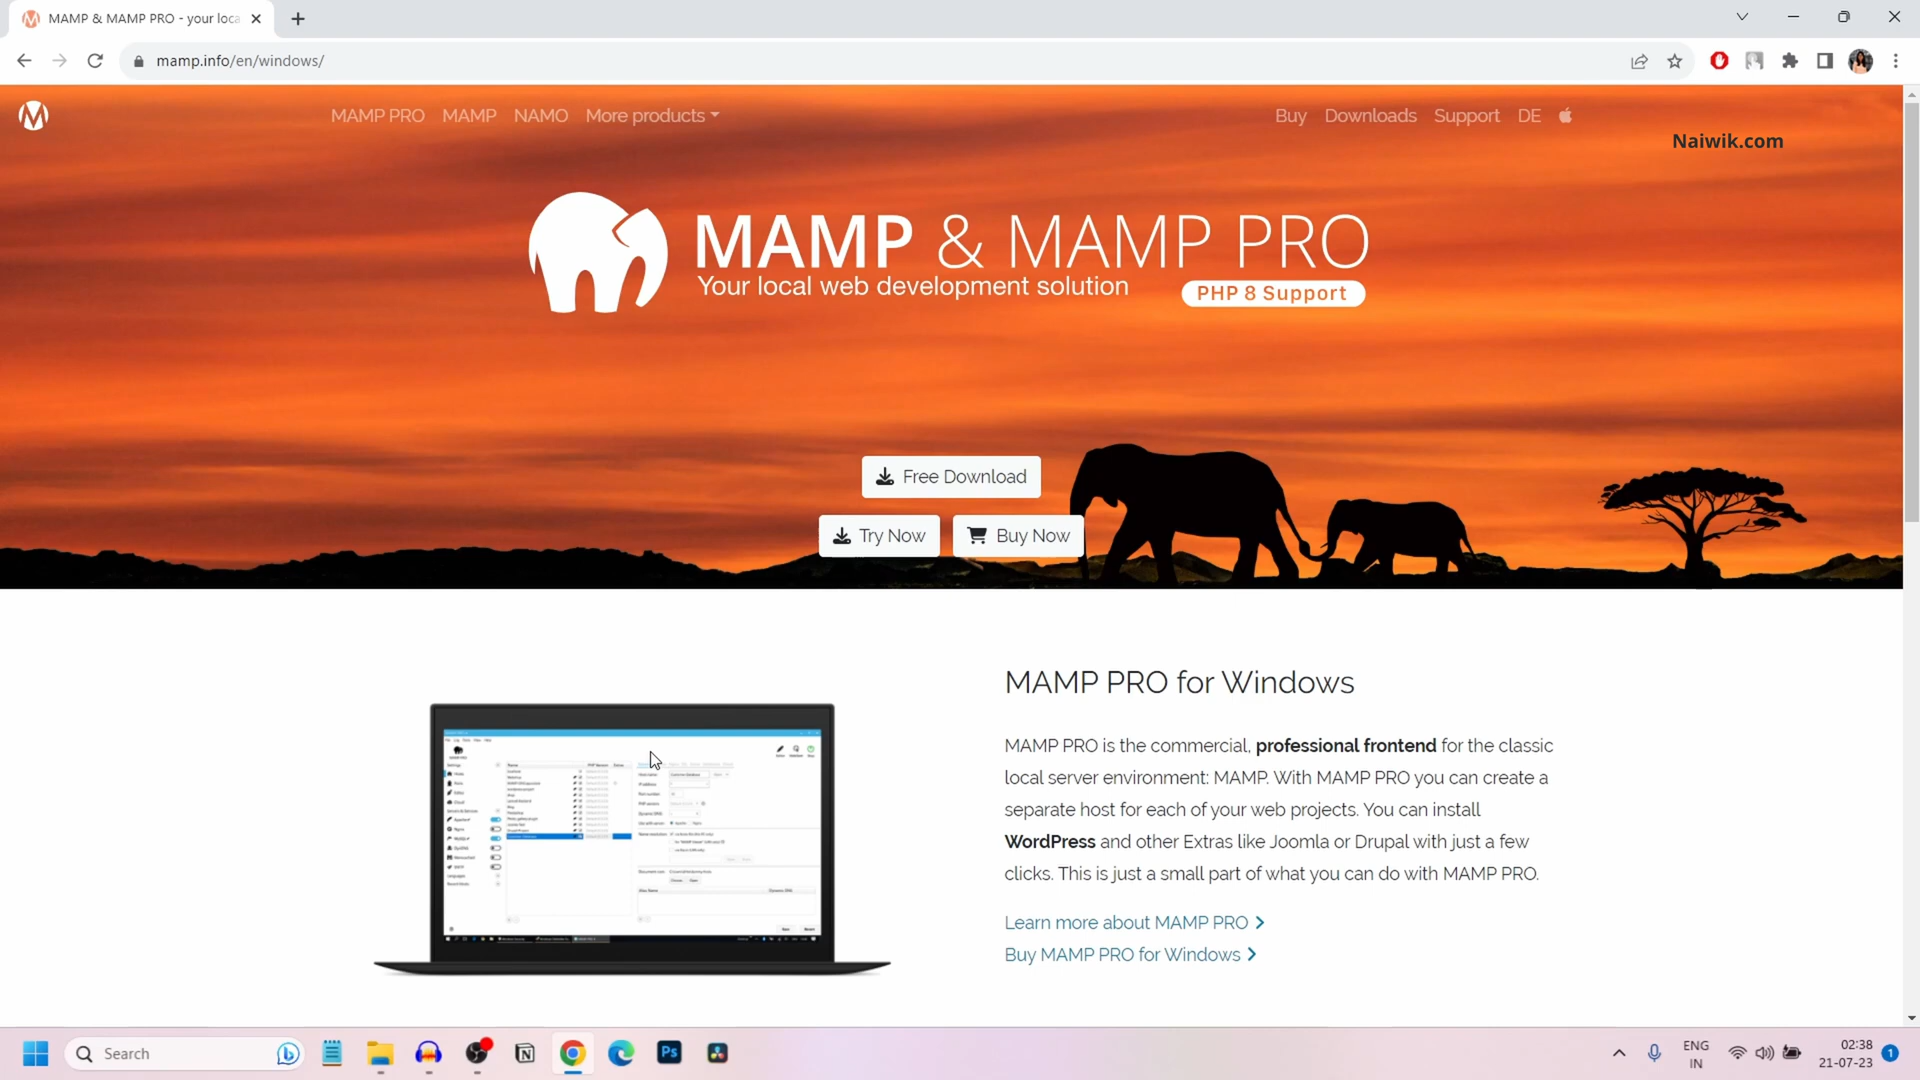 MAMP & MAMP PRO - your loca
mamp.info/en/windows/
MAMP PRO MAMP NAMO More products Buy Downloads Support DE
Naiwik.com
MAMP & MAMP PRO
Your local web development solution
PHP 8 Support
Free Download
Try Now Buy Now
MAMP PRO for Windows
MAMP PRO is the commercial, professional frontend for the classic
local server environment: MAMP. With MAMP PRO you can create a
separate host for each of your web projects. You can install
WordPress and other Extras like Joomla or Drupal with just a few
clicks. This is just a small part of what you can do with MAMP PRO.
Learn more about MAMP PRO
Buy MAMP PRO for Windows
Search
Ps
ENG
IN
02:38
21-07-23
1